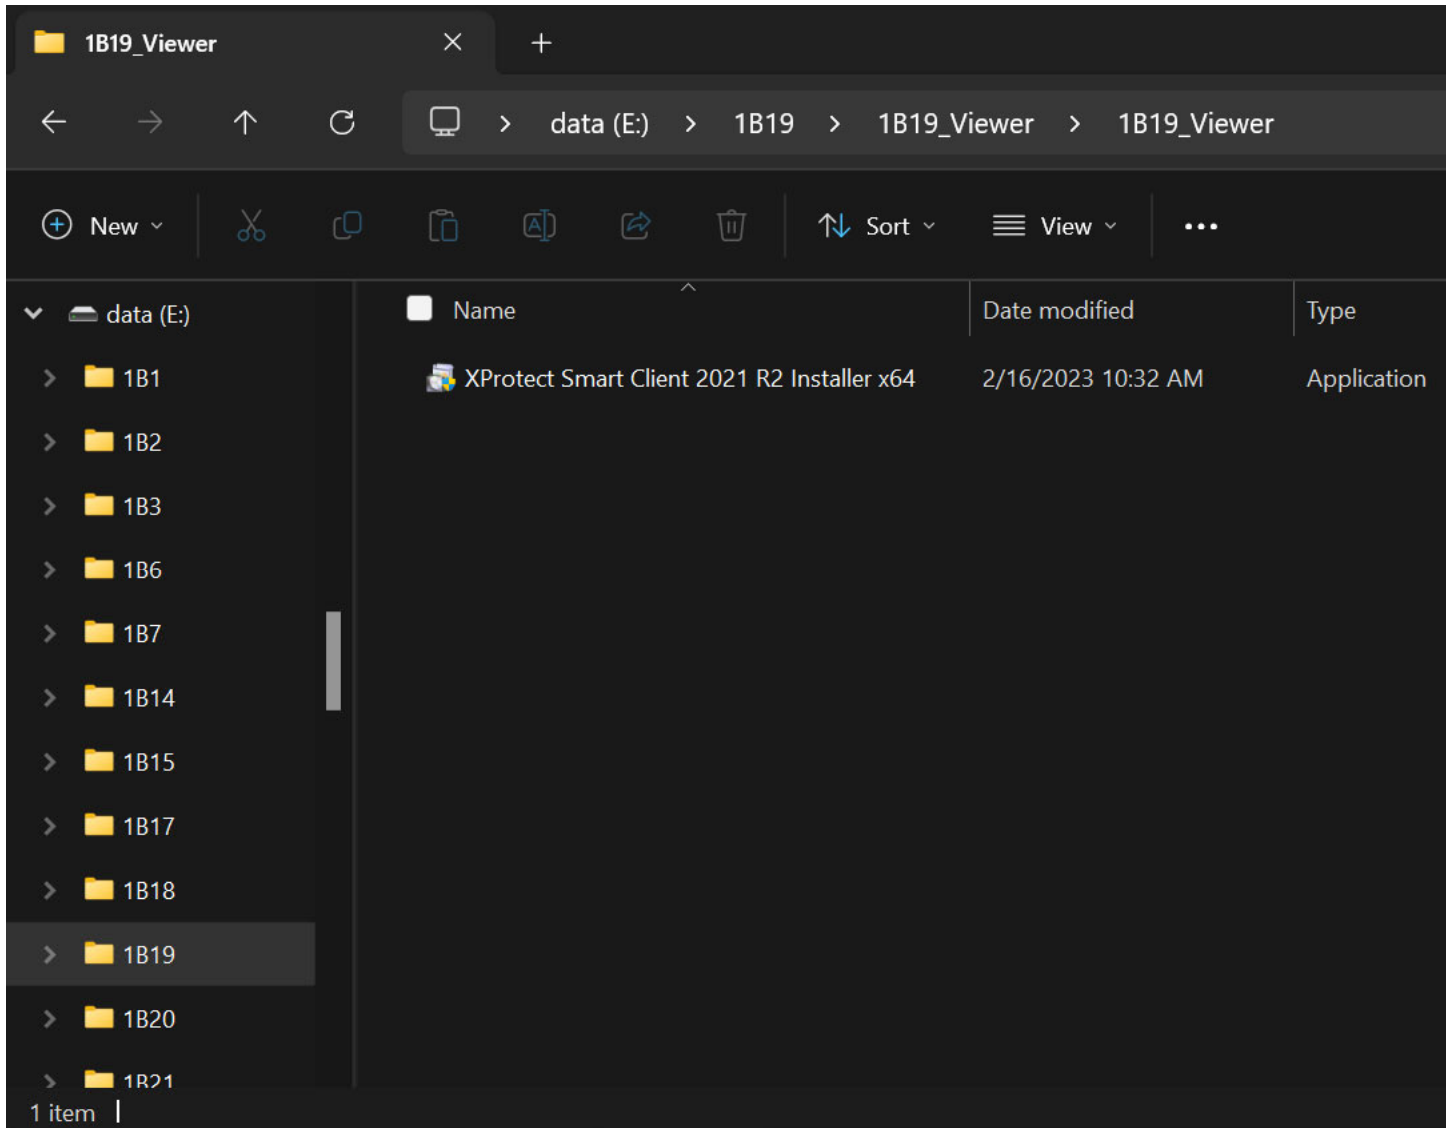 1B19_Viewer
data (E:) > 1B19 > 1B19_Viewer > 1B19_Viewer
New Sort View
data (E:)
1B1
1B2
1B3
1B6
1B7
1B14
1B15
1B17
1B18
1B19
1B20
1B21
Name Date modified Type
XProtect Smart Client 2021 R2 Installer x64 2/16/2023 10:32 AM Application
1 item